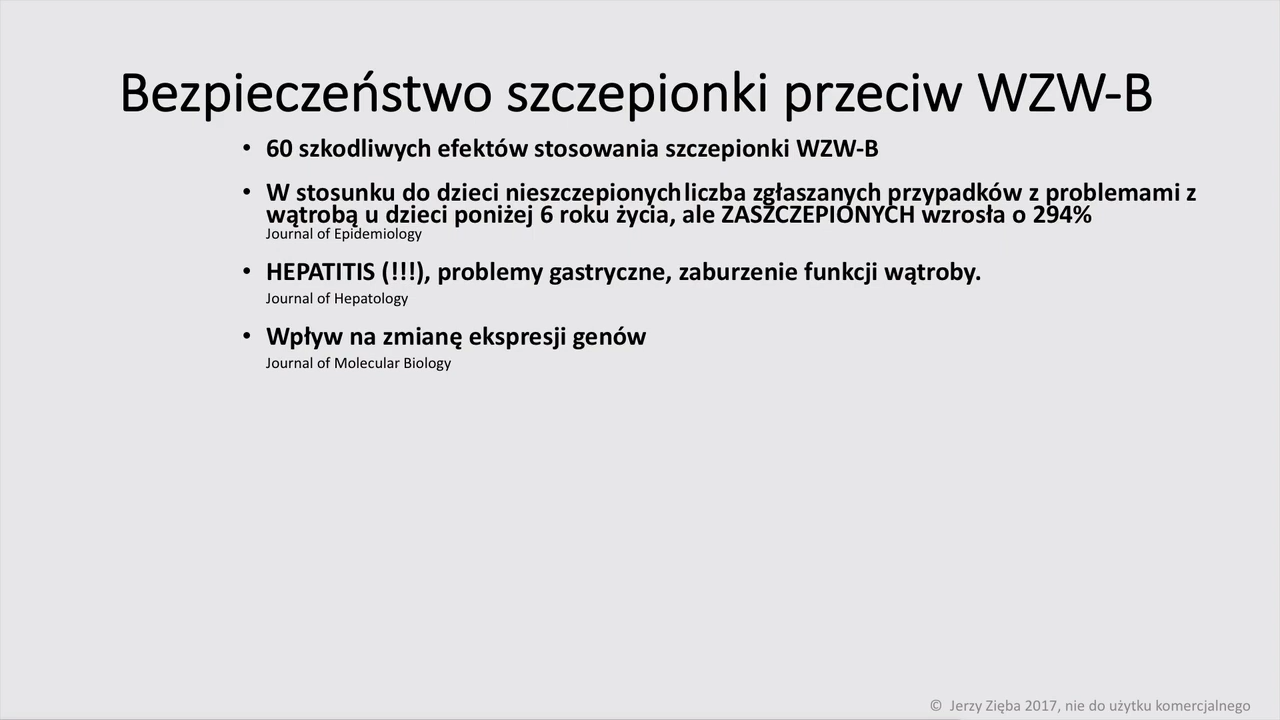 Bezpieczeństwo szczepionki przeciw WZW-B
• 60 szkodliwych efektów stosowania szczepionki WZW-B
• W stosunku do dzieci nieszczepionych liczba zgłaszanych przypadków z problemami z
wątrobą u dzieci poniżej 6 roku życia, ale ZASZCZEPIONYCH wzrosła o 294%
Journal of Epidemiology
• HEPATITIS (!!!), problemy gastryczne, zaburzenie funkcji wątroby.
Journal of Hepatology
• Wpływ na zmianę ekspresji genów
Journal of Molecular Biology
© Jerzy Zięba 2017, nie do użytku komercjalnego